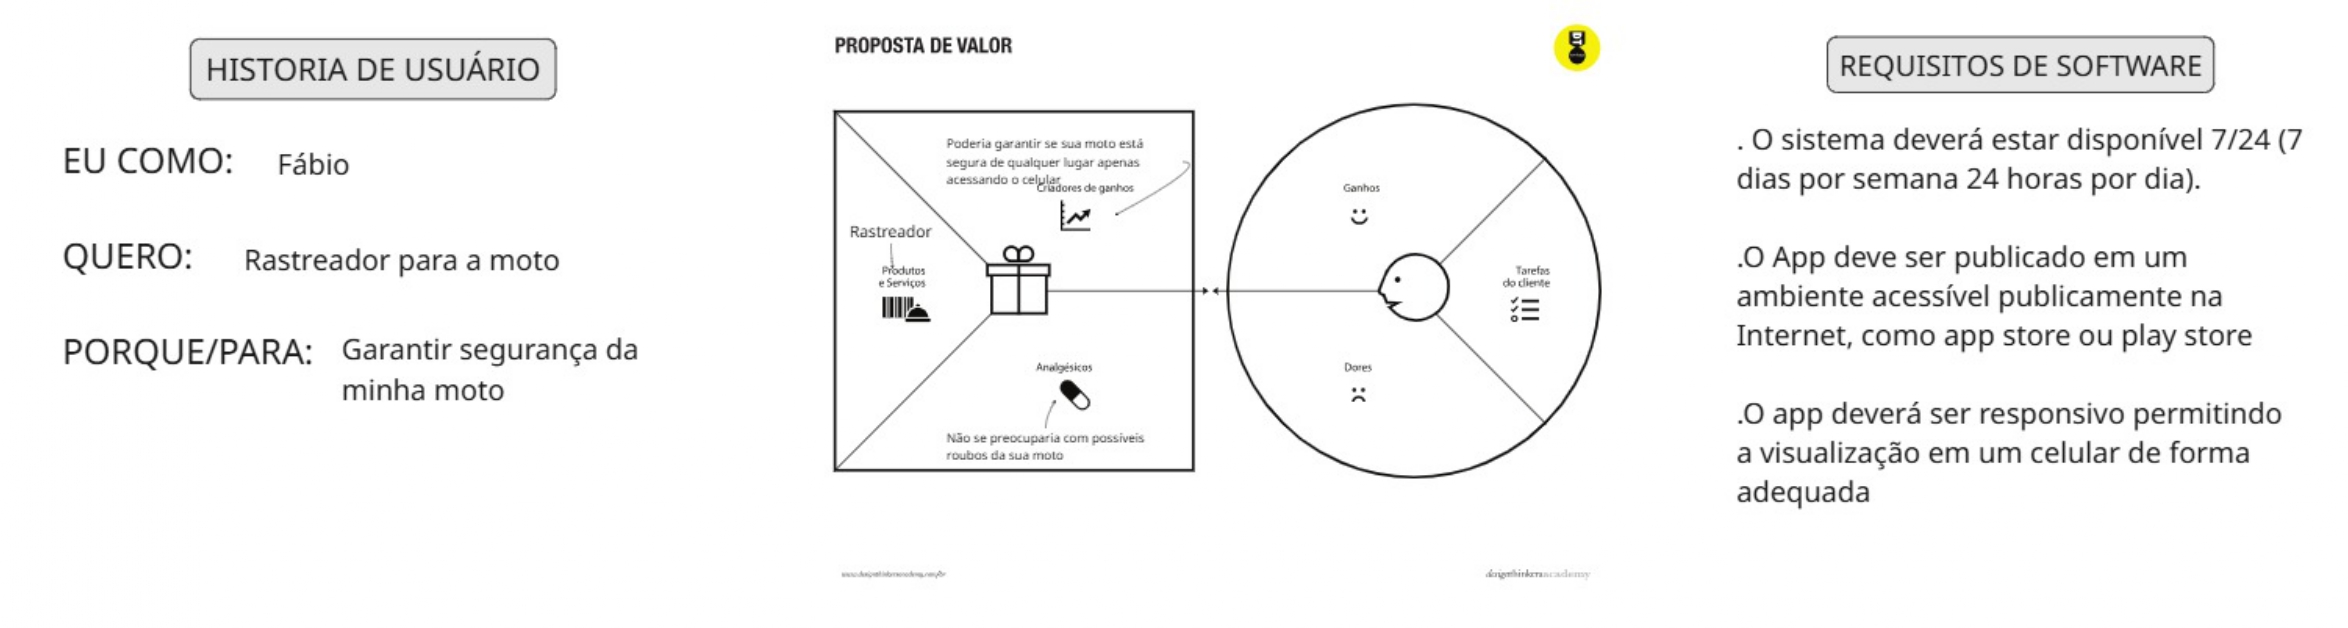 HISTORIA DE USUÁRIO
EU COMO: Fábio
QUERO: Rastreador para a moto
PORQUE/PARA: Garantir segurança da
minha moto
PROPOSTA DE VALOR
Poderia garantir se sua moto está
segura de qualquer lugar apenas
acessando o celular
Criadores de ganhos
Rastreador
Produtos
e Serviços
Analgésicos
Não se preocuparia com possíveis
roubos da sua moto
Ganhos
Tarefas
do cliente
Dores
www.designthinkersacademy.com/br
designthinkersacademy
REQUISITOS DE SOFTWARE
. O sistema deverá estar disponível 7/24 (7
dias por semana 24 horas por dia).
.O App deve ser publicado em um
ambiente acessível publicamente na
Internet, como app store ou play store
.O app deverá ser responsivo permitindo
a visualização em um celular de forma
adequada